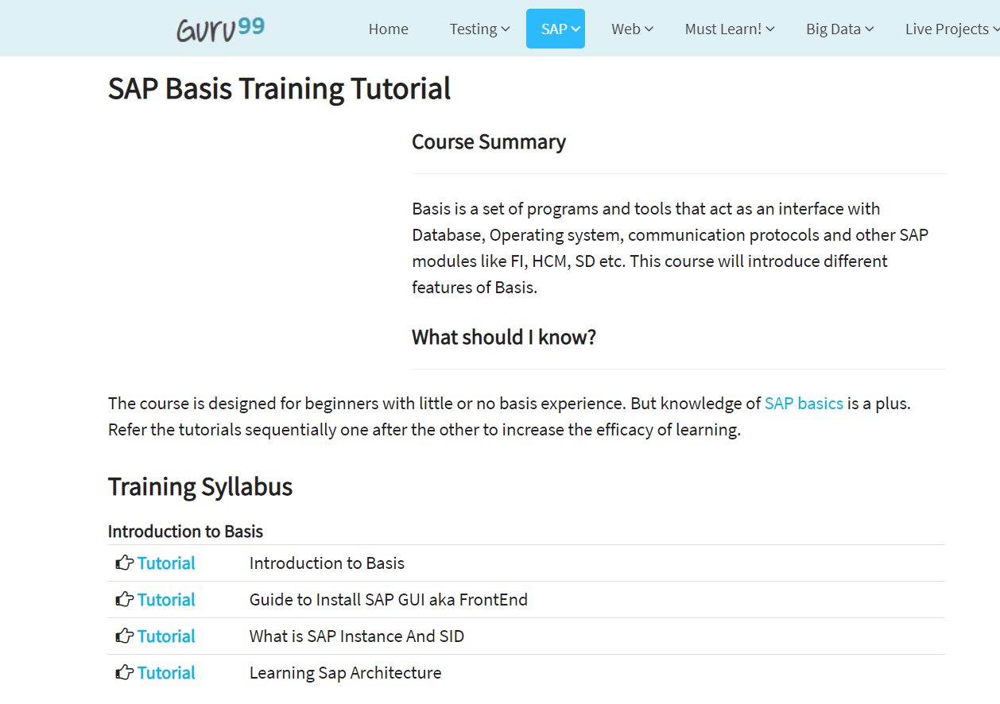 Guru99 Home Testing SAP Web Must Learn! Big Data Live Projects
SAP Basis Training Tutorial
Course Summary
Basis is a set of programs and tools that act as an interface with
Database, Operating system, communication protocols and other SAP
modules like FI, HCM, SD etc. This course will introduce different
features of Basis.
What should I know?
The course is designed for beginners with little or no basis experience. But knowledge of SAP basics is a plus.
Refer the tutorials sequentially one after the other to increase the efficacy of learning.
Training Syllabus
Introduction to Basis
Tutorial Introduction to Basis
Tutorial Guide to Install SAP GUI aka FrontEnd
Tutorial What is SAP Instance And SID
Tutorial Learning Sap Architecture